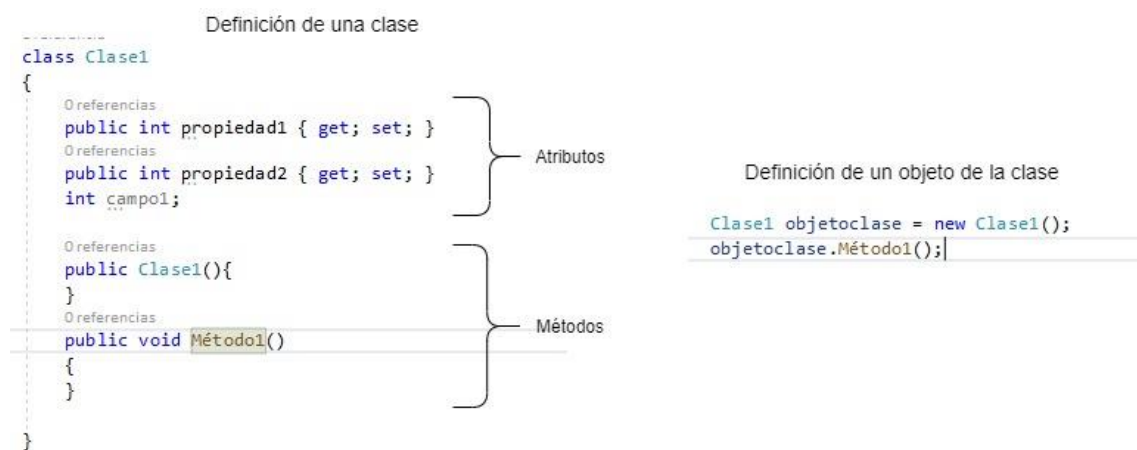 Definición de una clase
class Clase1
{
0 referencias
public int propiedad1 { get; set; }
0 referencias
public int propiedad2 { get; set; }
int campo1;
Atributos
0 referencias
public Clase1(){
}
0 referencias
public void Método1()
{
}
Métodos
}
Definición de un objeto de la clase
Clase1 objetoclase = new Clase1();
objetoclase.Método1();